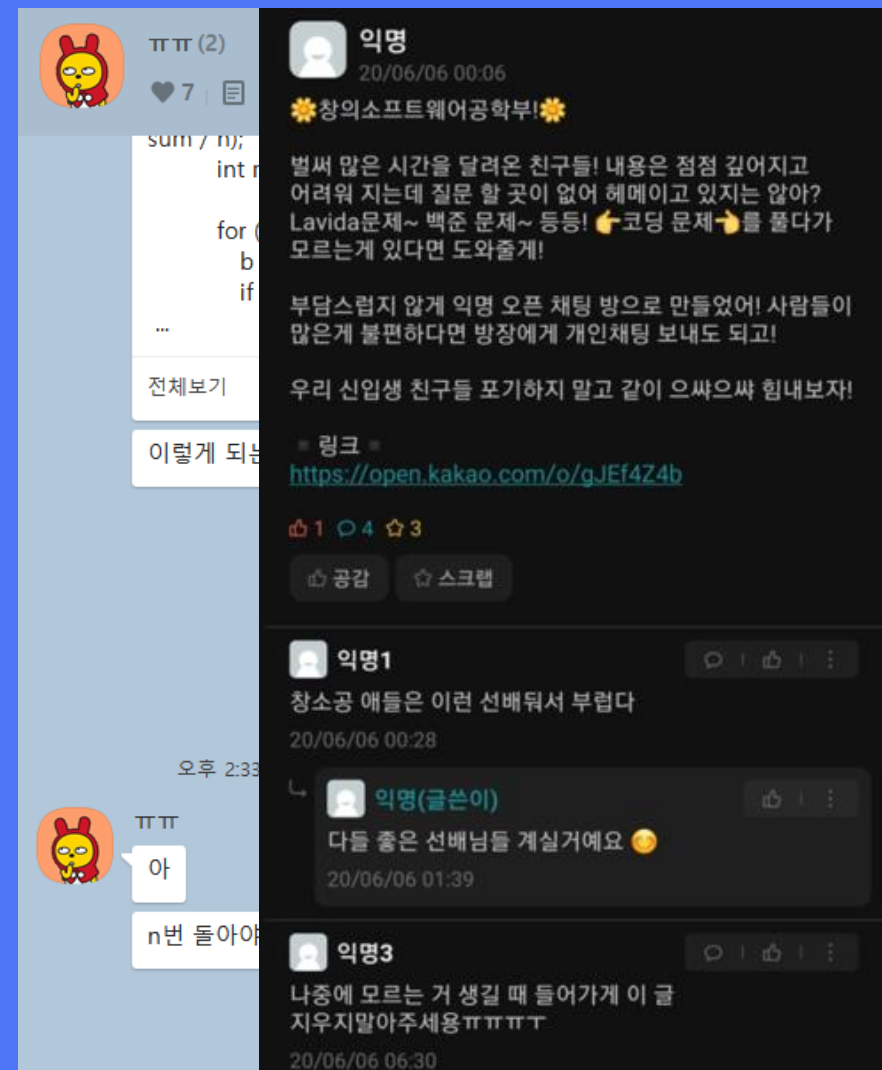 ㅠㅠ (2)
7
sum / n);
int
for (
b
if
...
전체보기
이렇게
오후 2:33
ㅠㅠ
아
n번 돌아야
익명
20/06/06 00:06
🌼창의소프트웨어공학부!🌼
벌써 많은 시간을 달려온 친구들! 내용은 점점 깊어지고
어려워 지는데 질문 할 곳이 없어 헤메이고 있지는 않아?
Lavida문제~ 백준 문제~ 등등! 👉코딩 문제👈를 풀다가
모르는게 있다면 도와줄게!
부담스럽지 않게 익명 오픈 채팅 방으로 만들었어! 사람들이
많은게 불편하다면 방장에게 개인채팅 보내도 되고!
우리 신입생 친구들 포기하지 말고 같이 으쌰으쌰 힘내보자!
▪링크▪
https://open.kakao.com/o/gJEf4Z4b
1 4 3
공감 스크랩
익명1
창소공 애들은 이런 선배둬서 부럽다
20/06/06 00:28
익명(글쓴이)
다들 좋은 선배님들 계실거예요 😊
20/06/06 01:39
익명3
나중에 모르는 거 생길 때 들어가게 이 글
지우지말아주세용ㅠㅠㅠㅜ
20/06/06 06:30